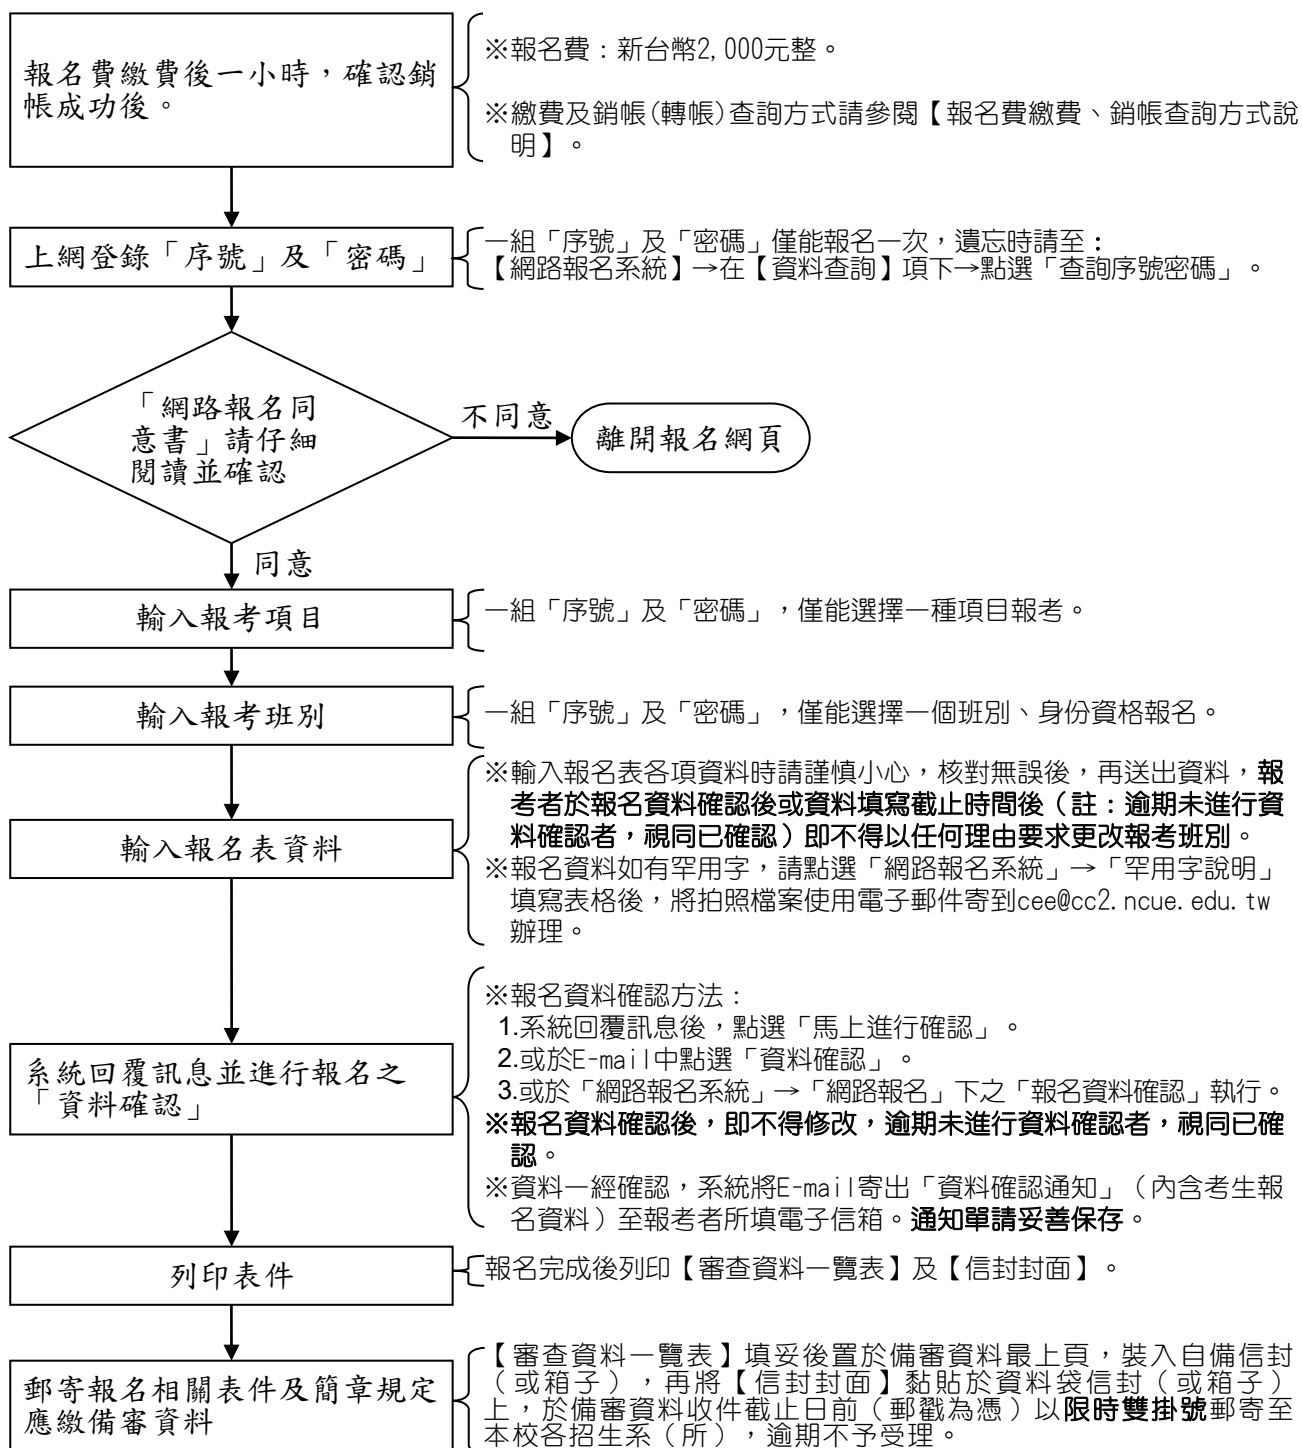 報名費繳費後一小時，確認銷
帳成功後。
※報名費：新台幣2,000元整。
※繳費及銷帳(轉帳)查詢方式請參閱【報名費繳費、銷帳查詢方式說
明】。
上網登錄「序號」及「密碼」
一組「序號」及「密碼」僅能報名一次，遺忘時請至：
【網路報名系統】→在【資料查詢】項下→點選「查詢序號密碼」。
「網路報名同
意書」請仔細
閱讀並確認
不同意
離開報名網頁
同意
輸入報考項目
一組「序號」及「密碼」，僅能選擇一種項目報考。
輸入報考班別
一組「序號」及「密碼」，僅能選擇一個班別、身份資格報名。
輸入報名表資料
※輸入報名表各項資料時請謹慎小心，核對無誤後，再送出資料，報
考者於報名資料確認後或資料填寫截止時間後（註：逾期未進行資
料確認者，視同已確認）即不得以任何理由要求更改報考班別。
※報名資料如有罕用字，請點選「網路報名系統」→「罕用字說明」
填寫表格後，將拍照檔案使用電子郵件寄到cee@cc2.ncue.edu.tw
辦理。
系統回覆訊息並進行報名之
「資料確認」
※報名資料確認方法：
1.系統回覆訊息後，點選「馬上進行確認」。
2.或於E-mail中點選「資料確認」。
3.或於「網路報名系統」→「網路報名」下之「報名資料確認」執行。
※報名資料確認後，即不得修改，逾期未進行資料確認者，視同已確
認。
※資料一經確認，系統將E-mail寄出「資料確認通知」（內含考生報
名資料）至報考者所填電子信箱。通知單請妥善保存。
列印表件
報名完成後列印【審查資料一覽表】及【信封封面】。
郵寄報名相關表件及簡章規定
應繳備審資料
【審查資料一覽表】填妥後置於備審資料最上頁，裝入自備信封
（或箱子），再將【信封封面】黏貼於資料袋信封（或箱子）
上，於備審資料收件截止日前（郵戳為憑）以限時雙掛號郵寄至
本校各招生系（所），逾期不予受理。